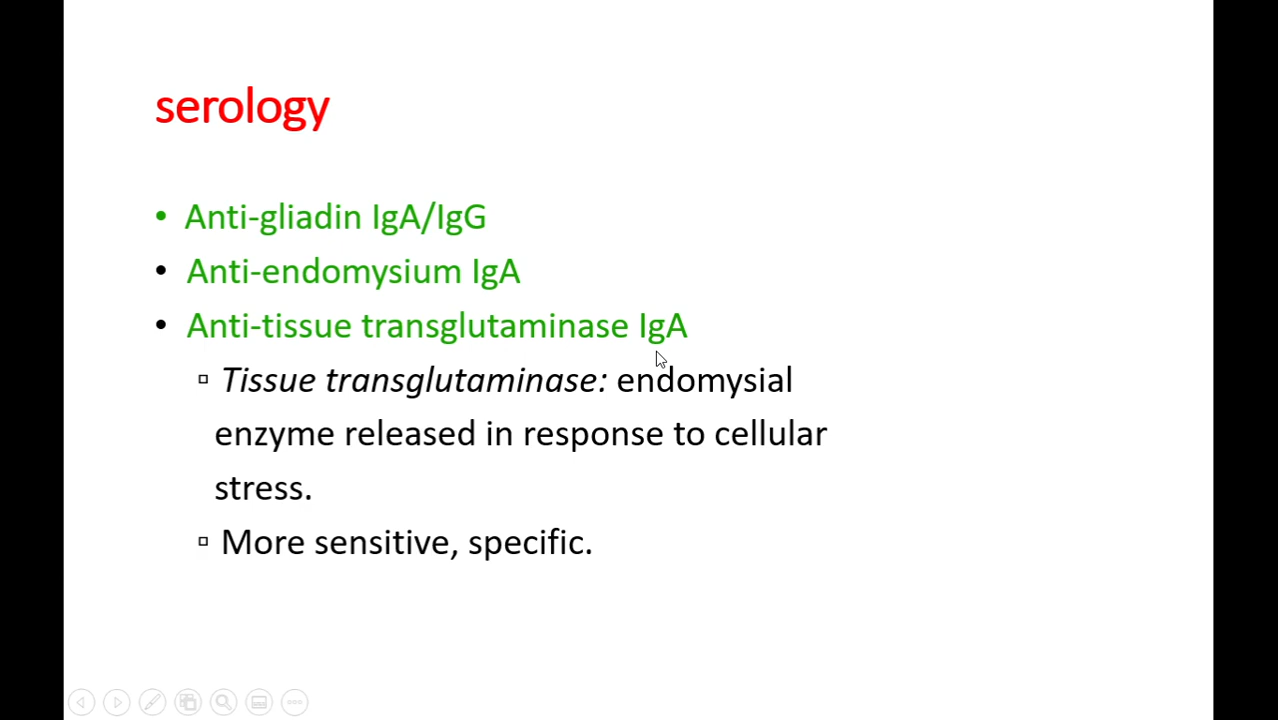 serology
• Anti-gliadin IgA/IgG
• Anti-endomysium IgA
• Anti-tissue transglutaminase IgA
▫ Tissue transglutaminase: endomysial
enzyme released in response to cellular
stress.
▫ More sensitive, specific.